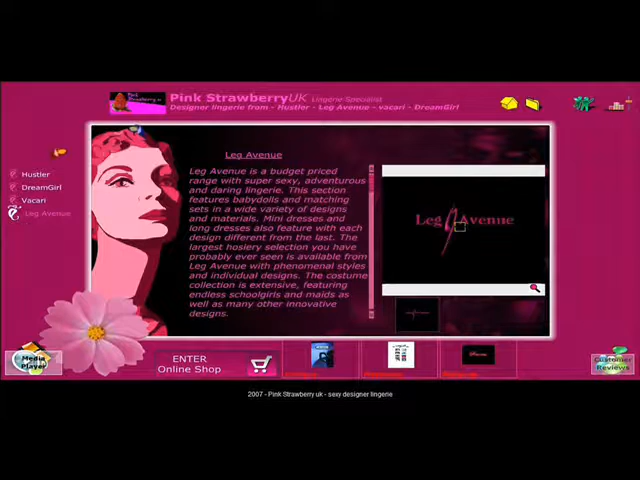 Pink StrawberryUK Lingerie Specialist
Designer lingerie from - Hustler - Leg Avenue - vacari - DreamGirl
Hustler
DreamGirl
Vacari
Leg Avenue
Leg Avenue
Leg Avenue is a budget priced
range with super sexy, adventurous
and daring lingerie. This section
features babydolls and matching
sets in a wide variety of designs
and materials. Mini dresses and
long dresses also feature with each
design different from the last. The
largest hosiery selection you have
probably ever seen is available from
Leg Avenue with phenomenal styles
and individual designs. The costume
collection is extensive, featuring
endless schoolgirls and maids as
well as many other innovative
designs.
Leg Avenue
Media
Player
ENTER
Online Shop
Customer
Reviews
2007 - Pink Strawberry uk - sexy designer lingerie